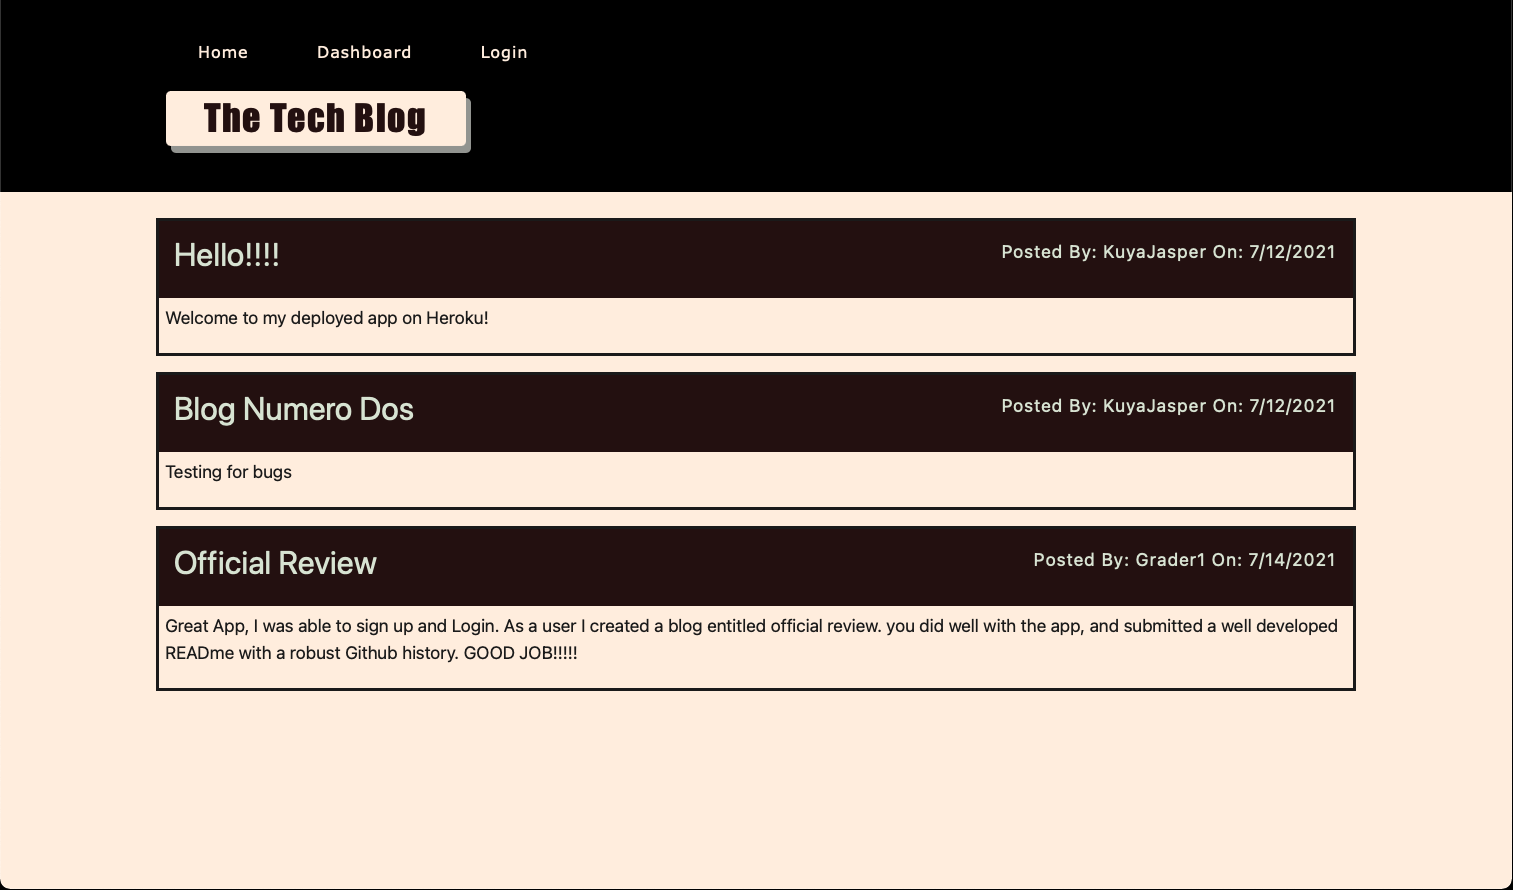 Home Dashboard Login
The Tech Blog
Hello!!!! Posted By: KuyaJasper On: 7/12/2021
Welcome to my deployed app on Heroku!
Blog Numero Dos Posted By: KuyaJasper On: 7/12/2021
Testing for bugs
Official Review Posted By: Grader1 On: 7/14/2021
Great App, I was able to sign up and Login. As a user I created a blog entitled official review. you did well with the app, and submitted a well developed
READme with a robust Github history. GOOD JOB!!!!!